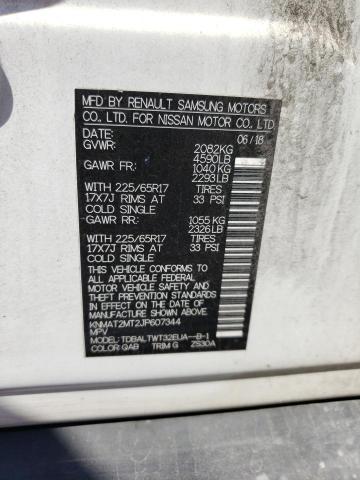 MFD BY RENAULT SAMSUNG MOTORS
CO., LTD. FOR NISSAN MOTOR CO., LTD
DATE: 06/18
GVWR: 2082KG
4590LB
GAWR FR: 1040KG
2293LB
WITH 225/65R17 TIRES
17X7J RIMS AT 33 PSI
COLD SINGLE
GAWR RR: 1055KG
2326LB
WITH 225/65R17 TIRES
17X7J RIMS AT 33 PSI
COLD SINGLE
THIS VEHICLE CONFORMS TO
ALL APPLICABLE FEDERAL
MOTOR VEHICLE SAFETY, BUMPER,
AND THEFT PREVENTION STANDARDS
IN EFFECT ON THE DATE OF
MANUFACTURE SHOWN ABOVE.
KNMAT2MT2JP607344
MPV
MODEL:TDBALTWT32EUA--B-1
COLOR:QAB TRIM:G ZS30A